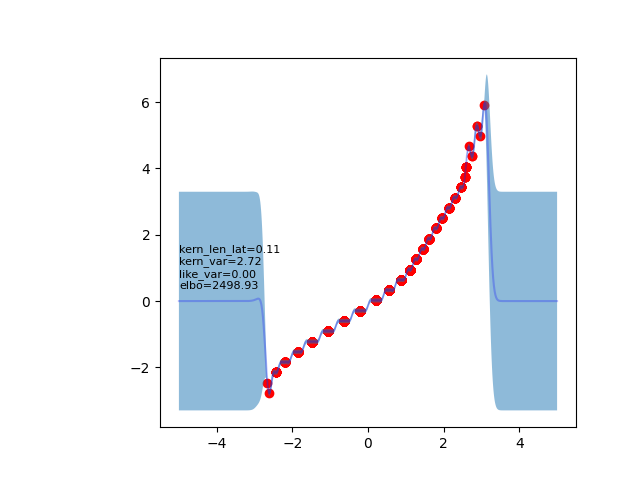 6
4
2
0
−2
kern_len_lat=0.11
kern_var=2.72
like_var=0.00
elbo=2498.93
−4 −2 0 2 4